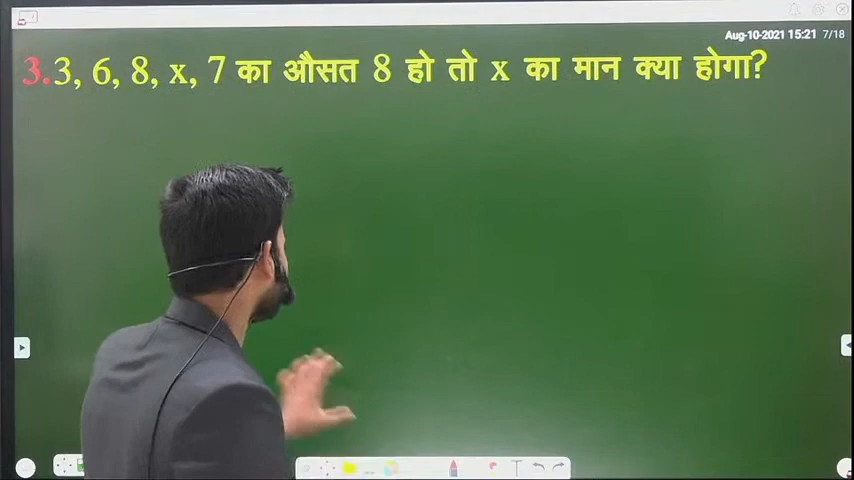 Aug-10-2021 15:21 7/18
3. 3, 6, 8, x, 7 का औसत 8 हो तो x का मान क्या होगा?